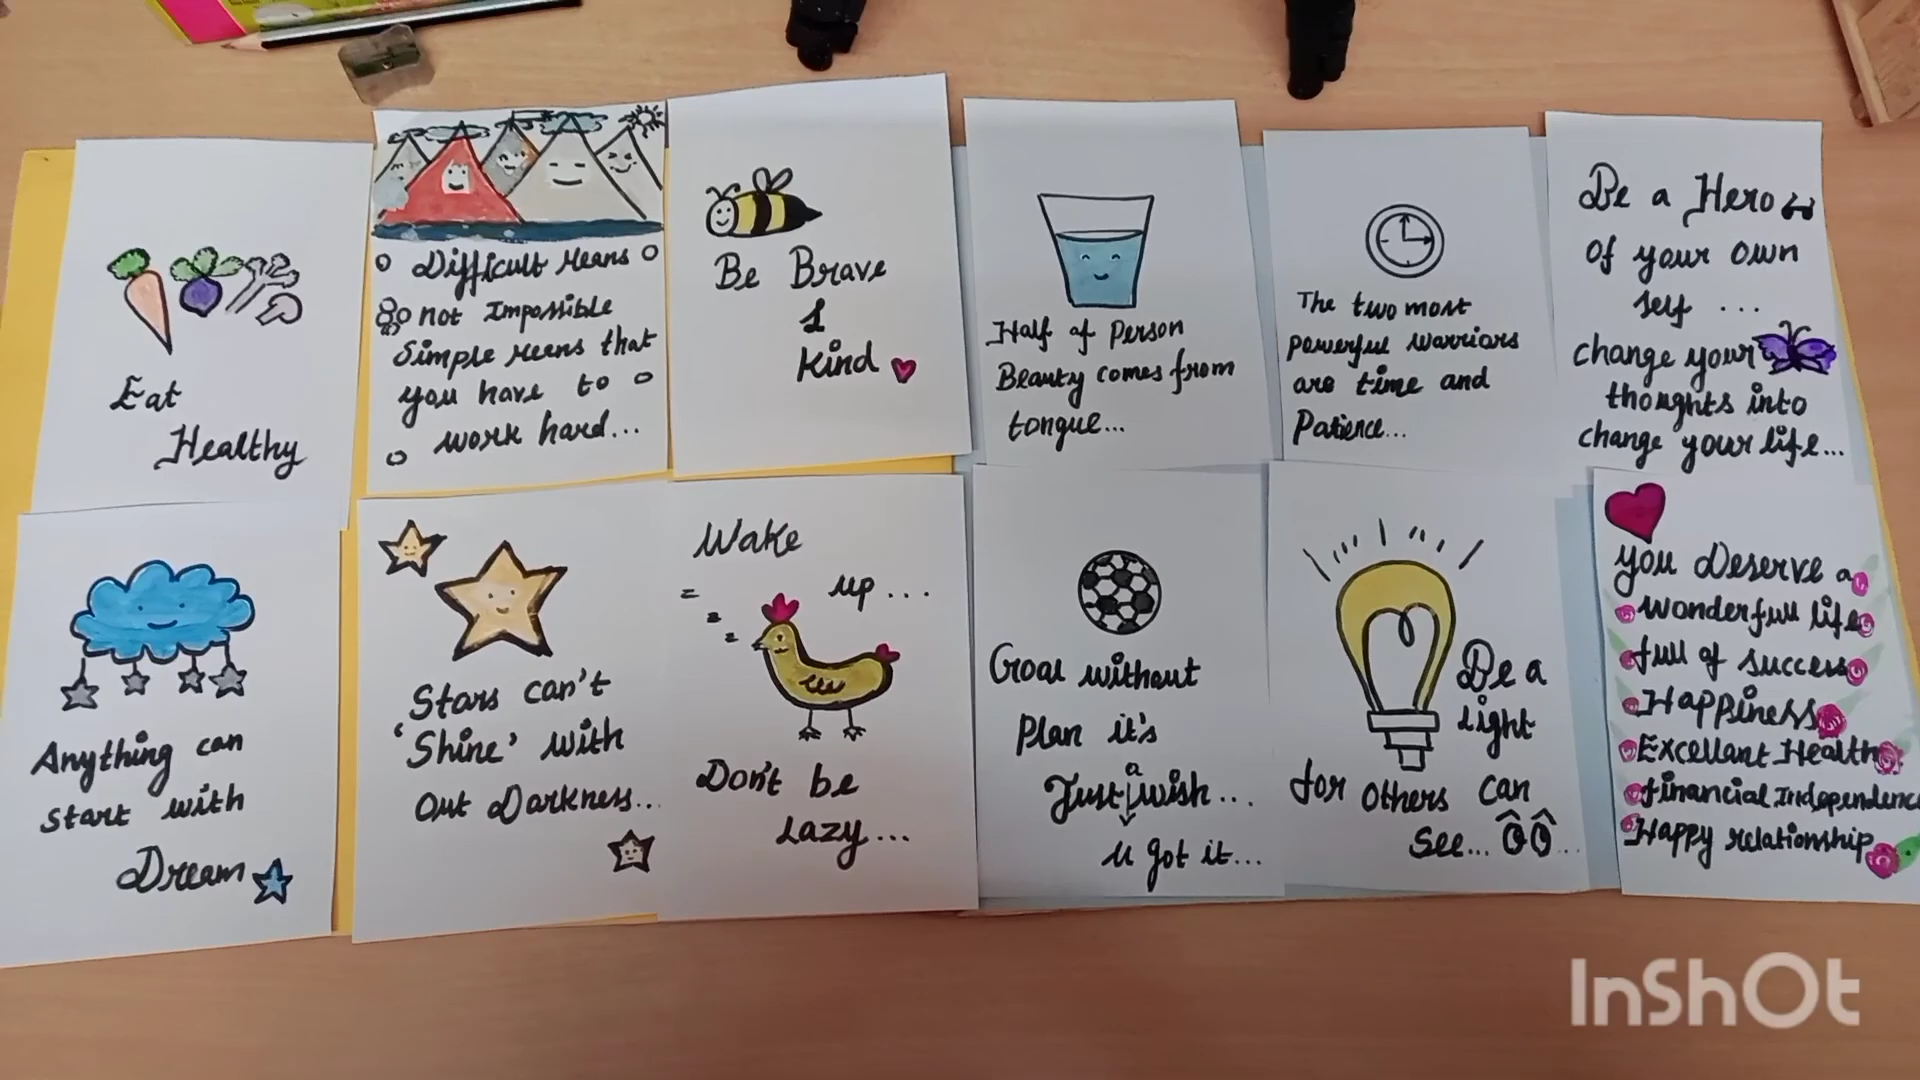 Eat
Healthy
Difficult Means
not Impossible
Simple means that
you have to
work hard...
Be Brave
&
Kind
Half of Person
Beauty comes from
tongue...
The two most
powerful warriors
are time and
Patience...
Be a Hero
of your own
self ...
change your
thoughts into
change your life...
Anything can
start with
Dream
Stars can't
'Shine' with
out Darkness...
Wake
up...
z
z
z
Don't be
Lazy...
Goal without
Plan it's
Just a wish...
u got it...
Be a
light
for others can
see...
you Deserve a
wonderfull life
full of success
Happiness
Excellant Health
financial Independence
Happy relationship
InShOt